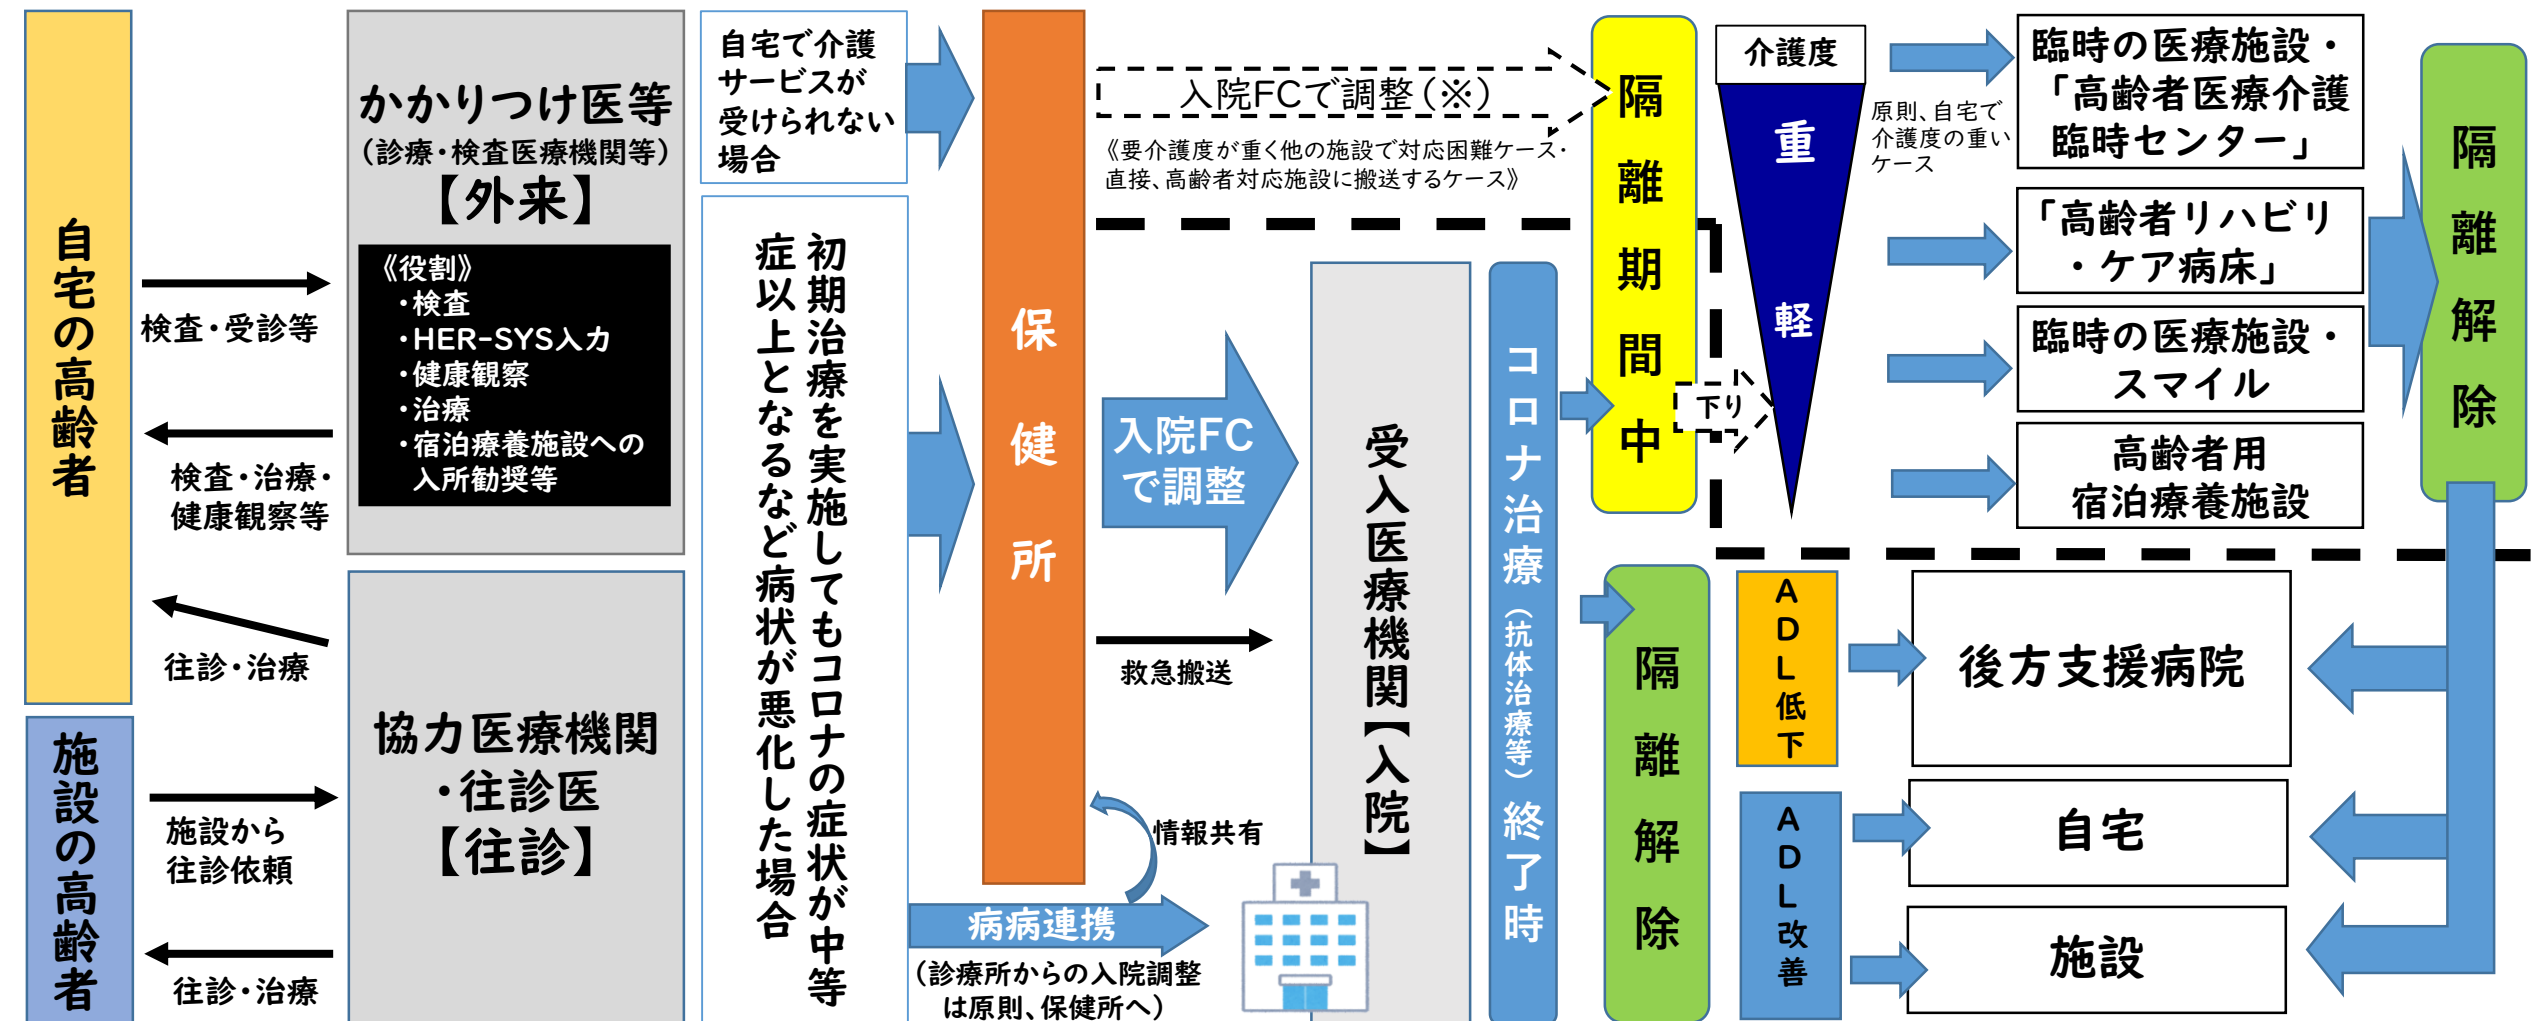 自宅の高齢者
施設の高齢者
検査・受診等
検査・治療・
健康観察等
往診・治療
施設から
往診依頼
往診・治療
かかりつけ医等
（診療・検査医療機関等）
【外来】
《役割》
・検査
・HER-SYS入力
・健康観察
・治療
・宿泊療養施設への
入所勧奨等
協力医療機関
・往診医
【往診】
自宅で介護
サービスが
受けられない
場合
初期治療を実施してもコロナの症状が中等
症以上となるなど病状が悪化した場合
保健所
入院FCで調整（※）
《要介護度が重く他の施設で対応困難ケース・
直接、高齢者対応施設に搬送するケース》
入院FC
で調整
救急搬送
情報共有
病病連携
（診療所からの入院調整
は原則、保健所へ）
受入医療機関【入院】
コロナ治療（抗体治療等）終了時
隔離期間中
下り
介護度
重
軽
原則、自宅で
介護度の重い
ケース
臨時の医療施設・
「高齢者医療介護
臨時センター」
「高齢者リハビリ
・ケア病床」
臨時の医療施設・
スマイル
高齢者用
宿泊療養施設
隔離解除
隔離解除
ADL低下
ADL改善
後方支援病院
自宅
施設